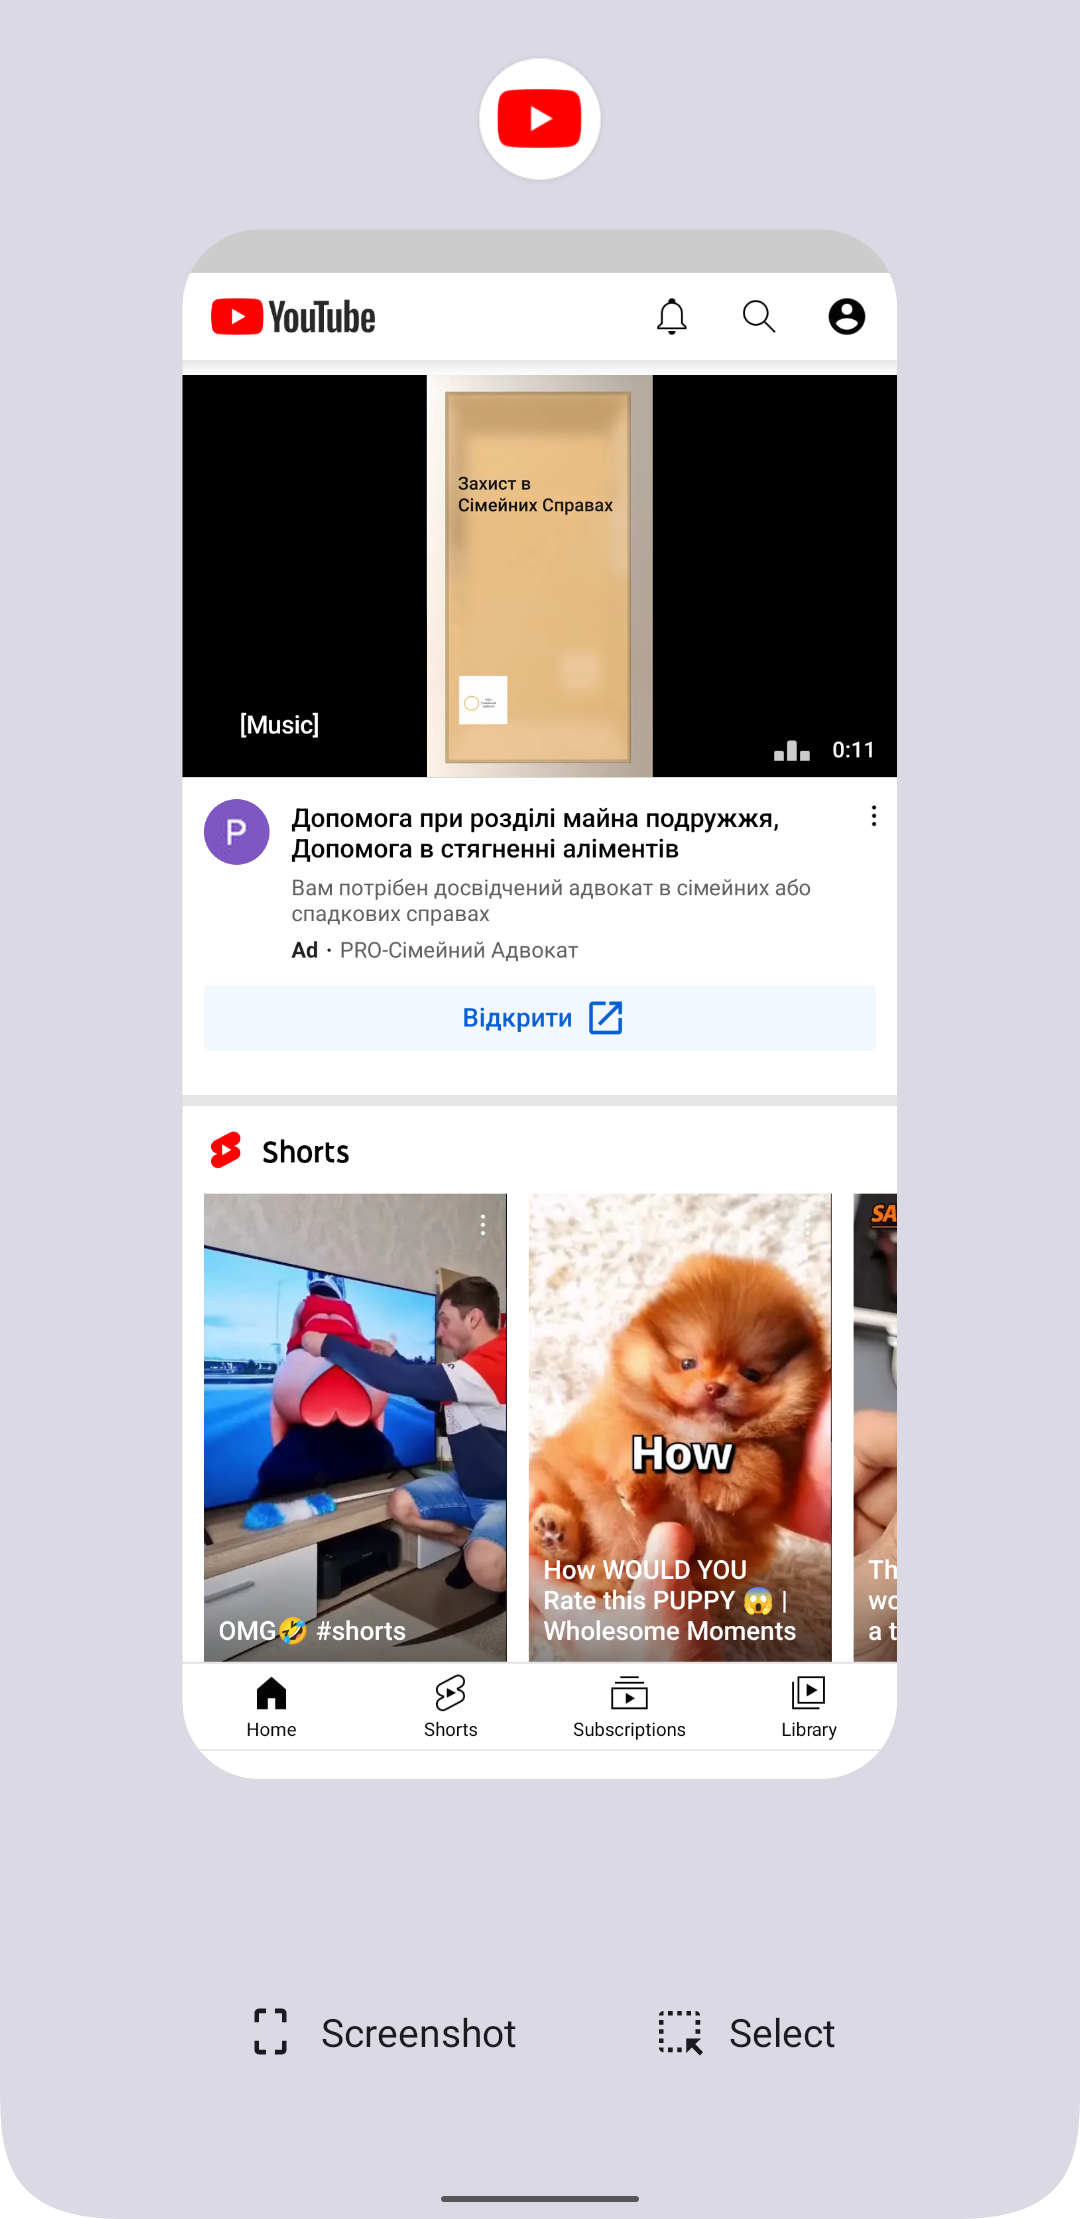 YouTube
Захист в
Сімейних Справах
[Music]
0:11
P
Допомога при розділі майна подружжя,
Допомога в стягненні аліментів
Вам потрібен досвідчений адвокат в сімейних або
спадкових справах
Ad · PRO-Сімейний Адвокат
Відкрити
Shorts
SA
How
OMG🤣 #shorts
How WOULD YOU
Rate this PUPPY 😱 |
Wholesome Moments
Th
wo
a t
Home
Shorts
Subscriptions
Library
Screenshot
Select